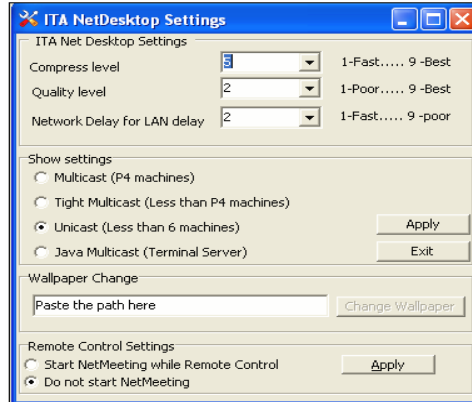 ITA NetDesktop Settings
ITA Net Desktop Settings
Compress level 5 1-Fast..... 9 -Best
Quality level 2 1-Poor..... 9 -Best
Network Delay for LAN delay 2 1-Fast..... 9 -poor
Show settings
Multicast (P4 machines)
Tight Multicast (Less than P4 machines)
Unicast (Less than 6 machines) Apply
Java Multicast (Terminal Server) Exit
Wallpaper Change
Paste the path here Change Wallpaper
Remote Control Settings
Start NetMeeting while Remote Control Apply
Do not start NetMeeting